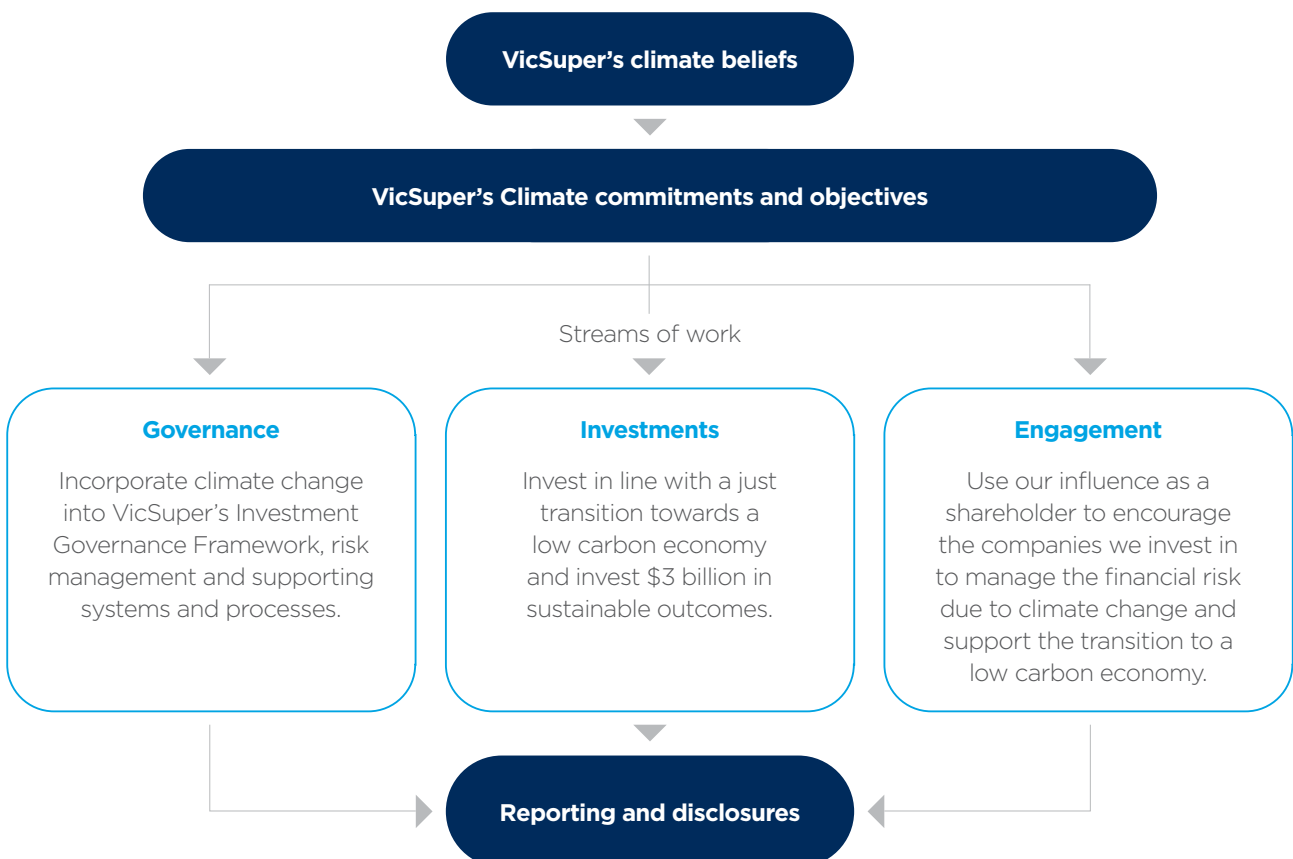 VicSuper’s climate beliefs
VicSuper’s Climate commitments and objectives
Streams of work
Governance
Incorporate climate change
into VicSuper’s Investment
Governance Framework, risk
management and supporting
systems and processes.
Investments
Invest in line with a just
transition towards a
low carbon economy
and invest $3 billion in
sustainable outcomes.
Engagement
Use our influence as a
shareholder to encourage
the companies we invest in
to manage the financial risk
due to climate change and
support the transition to a
low carbon economy.
Reporting and disclosures